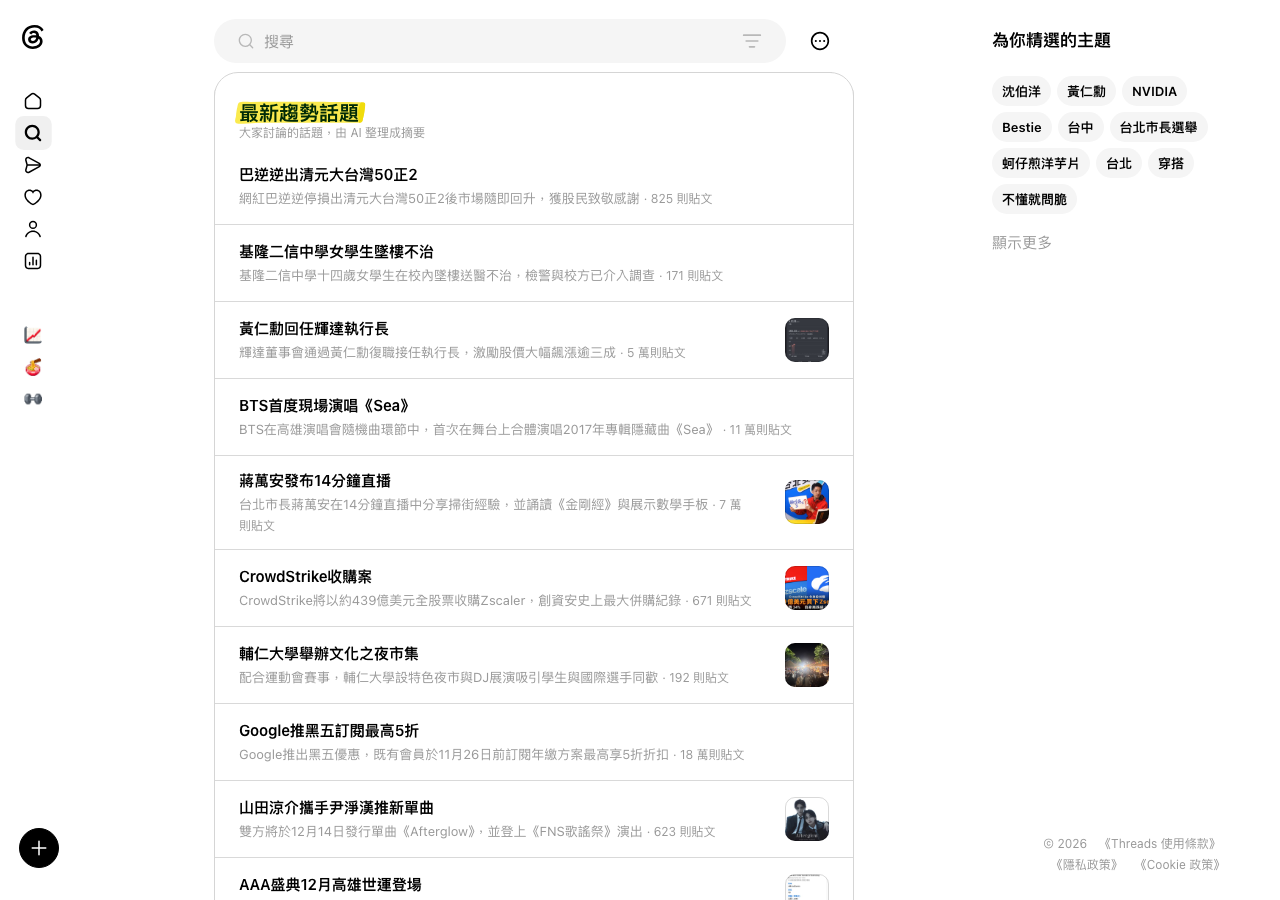 搜尋
最新趨勢話題
大家討論的話題，由 AI 整理成摘要
巴逆逆出清元大台灣50正2
網紅巴逆逆停損出清元大台灣50正2後市場隨即回升，獲股民致敬感謝 · 825 則貼文
基隆二信中學女學生墜樓不治
基隆二信中學十四歲女學生在校內墜樓送醫不治，檢警與校方已介入調查 · 171 則貼文
黃仁勳回任輝達執行長
輝達董事會通過黃仁勳復職接任執行長，激勵股價大幅飆漲逾三成 · 5 萬則貼文
BTS首度現場演唱《Sea》
BTS在高雄演唱會隨機曲環節中，首次在舞台上合體演唱2017年專輯隱藏曲《Sea》 · 11 萬則貼文
蔣萬安發布14分鐘直播
台北市長蔣萬安在14分鐘直播中分享掃街經驗，並誦讀《金剛經》與展示數學手板 · 7 萬
則貼文
CrowdStrike收購案
CrowdStrike將以約439億美元全股票收購Zscaler，創資安史上最大併購紀錄 · 671 則貼文
輔仁大學舉辦文化之夜市集
配合運動會賽事，輔仁大學設特色夜市與DJ展演吸引學生與國際選手同歡 · 192 則貼文
Google推黑五訂閱最高5折
Google推出黑五優惠，既有會員於11月26日前訂閱年繳方案最高享5折折扣 · 18 萬則貼文
山田涼介攜手尹淨漢推新單曲
雙方將於12月14日發行單曲《Afterglow》，並登上《FNS歌謠祭》演出 · 623 則貼文
AAA盛典12月高雄世運登場
為你精選的主題
沈伯洋 黃仁勳 NVIDIA
Bestie 台中 台北市長選舉
蚵仔煎洋芋片 台北 穿搭
不懂就問脆
顯示更多
© 2026 《Threads 使用條款》
《隱私政策》 《Cookie 政策》